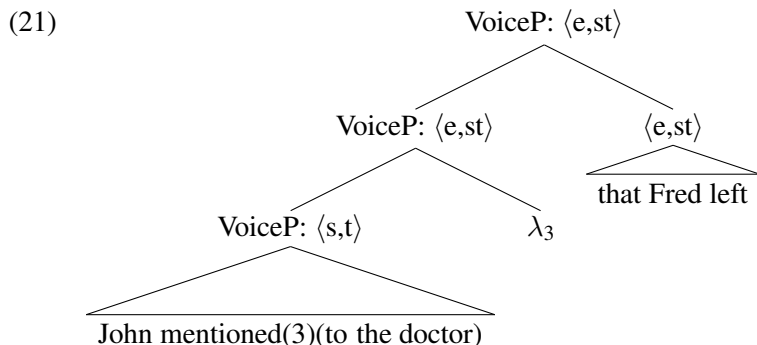 (21) VoiceP: ⟨e,st⟩
VoiceP: ⟨e,st⟩ ⟨e,st⟩
that Fred left
VoiceP: ⟨s,t⟩ λ₃
John mentioned(3)(to the doctor)